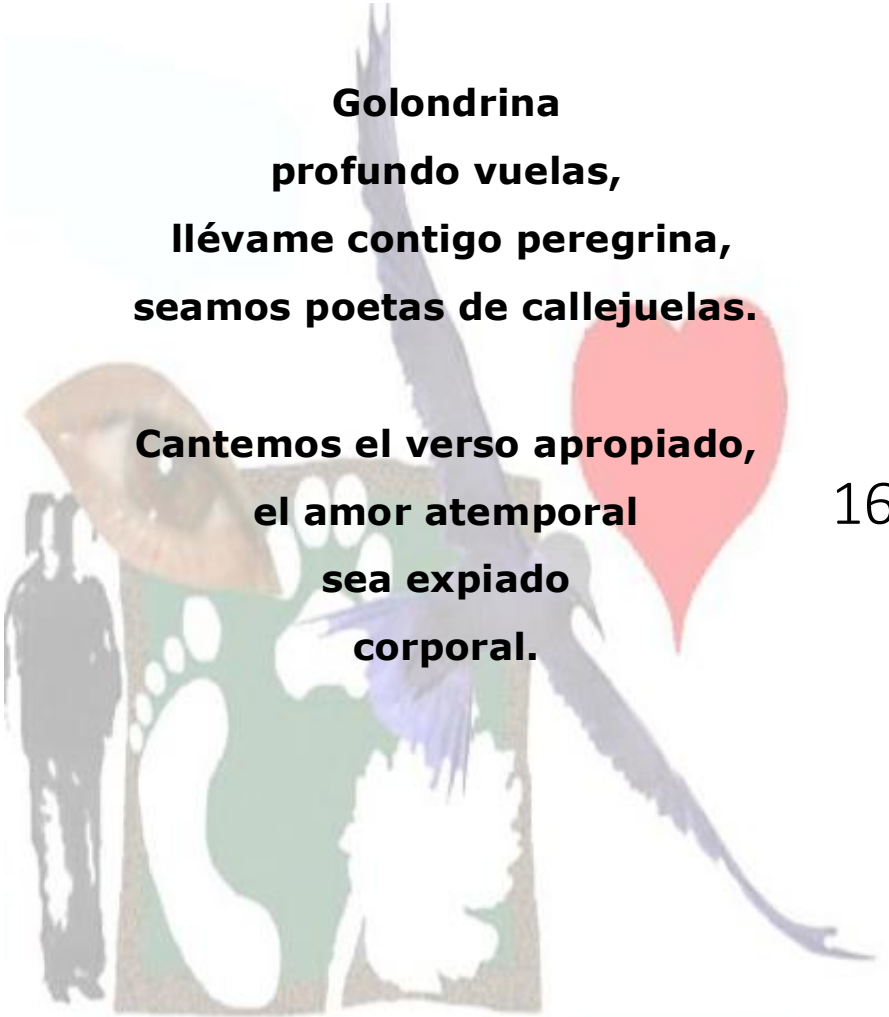 Golondrina
profundo vuelas,
llévame contigo peregrina,
seamos poetas de callejuelas.
Cantemos el verso apropiado,
el amor atemporal
sea expiado
corporal.
16